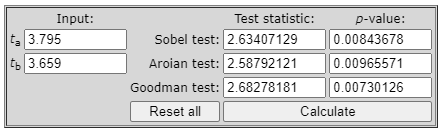 Input: Test statistic: p-value:
ta 3.795 Sobel test: 2.63407129 0.00843678
tb 3.659 Aroian test: 2.58792121 0.00965571
Goodman test: 2.68278181 0.00730126
Reset all Calculate